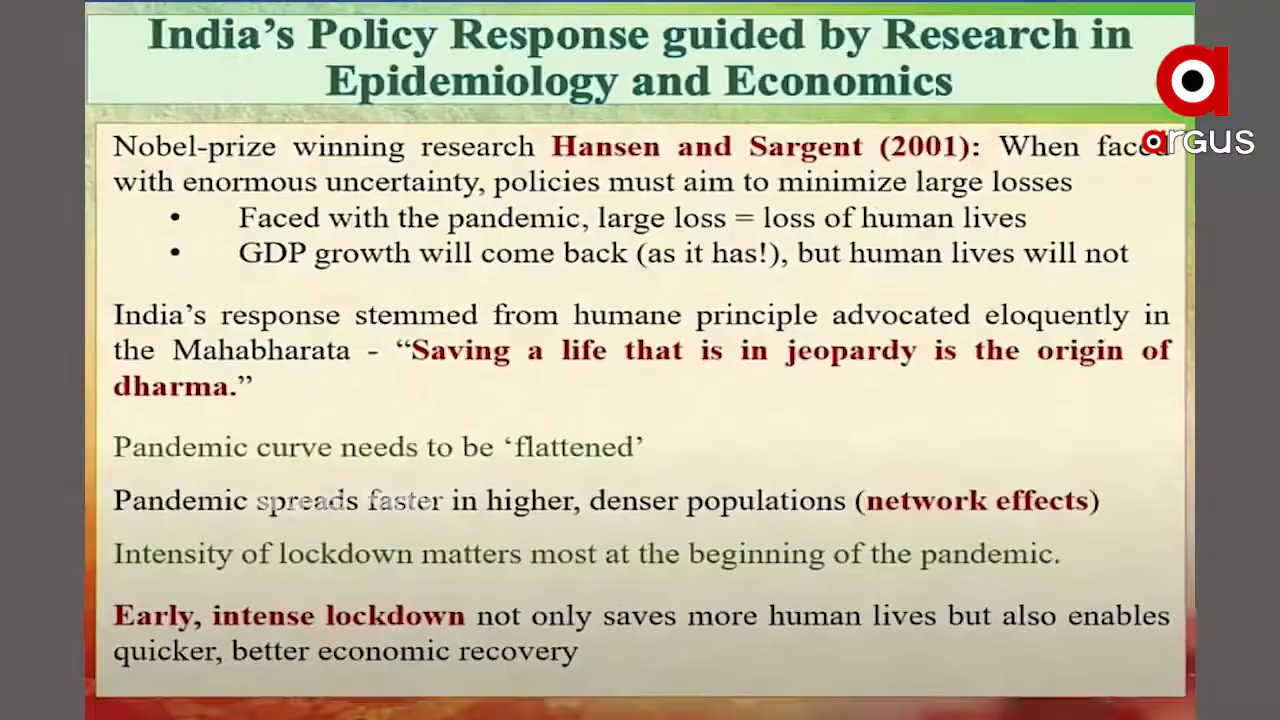 India's Policy Response guided by Research in
Epidemiology and Economics
argus
Nobel-prize winning research Hansen and Sargent (2001): When faced
with enormous uncertainty, policies must aim to minimize large losses
• Faced with the pandemic, large loss = loss of human lives
• GDP growth will come back (as it has!), but human lives will not
India's response stemmed from humane principle advocated eloquently in
the Mahabharata - “Saving a life that is in jeopardy is the origin of
dharma.”
Pandemic curve needs to be ‘flattened’
Pandemic spreads faster in higher, denser populations (network effects)
Intensity of lockdown matters most at the beginning of the pandemic.
Early, intense lockdown not only saves more human lives but also enables
quicker, better economic recovery